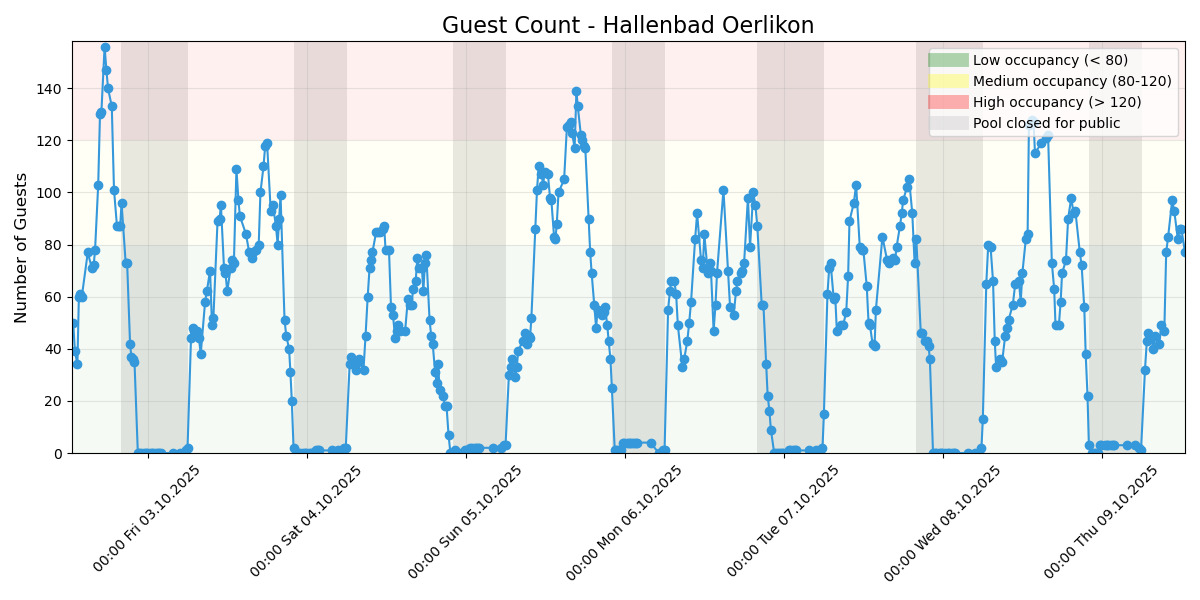 Guest Count - Hallenbad Oerlikon
Low occupancy (< 80)
Medium occupancy (80-120)
High occupancy (> 120)
Pool closed for public
Number of Guests
140
120
100
80
60
40
20
0
00:00 Fri 03.10.2025
00:00 Sat 04.10.2025
00:00 Sun 05.10.2025
00:00 Mon 06.10.2025
00:00 Tue 07.10.2025
00:00 Wed 08.10.2025
00:00 Thu 09.10.2025